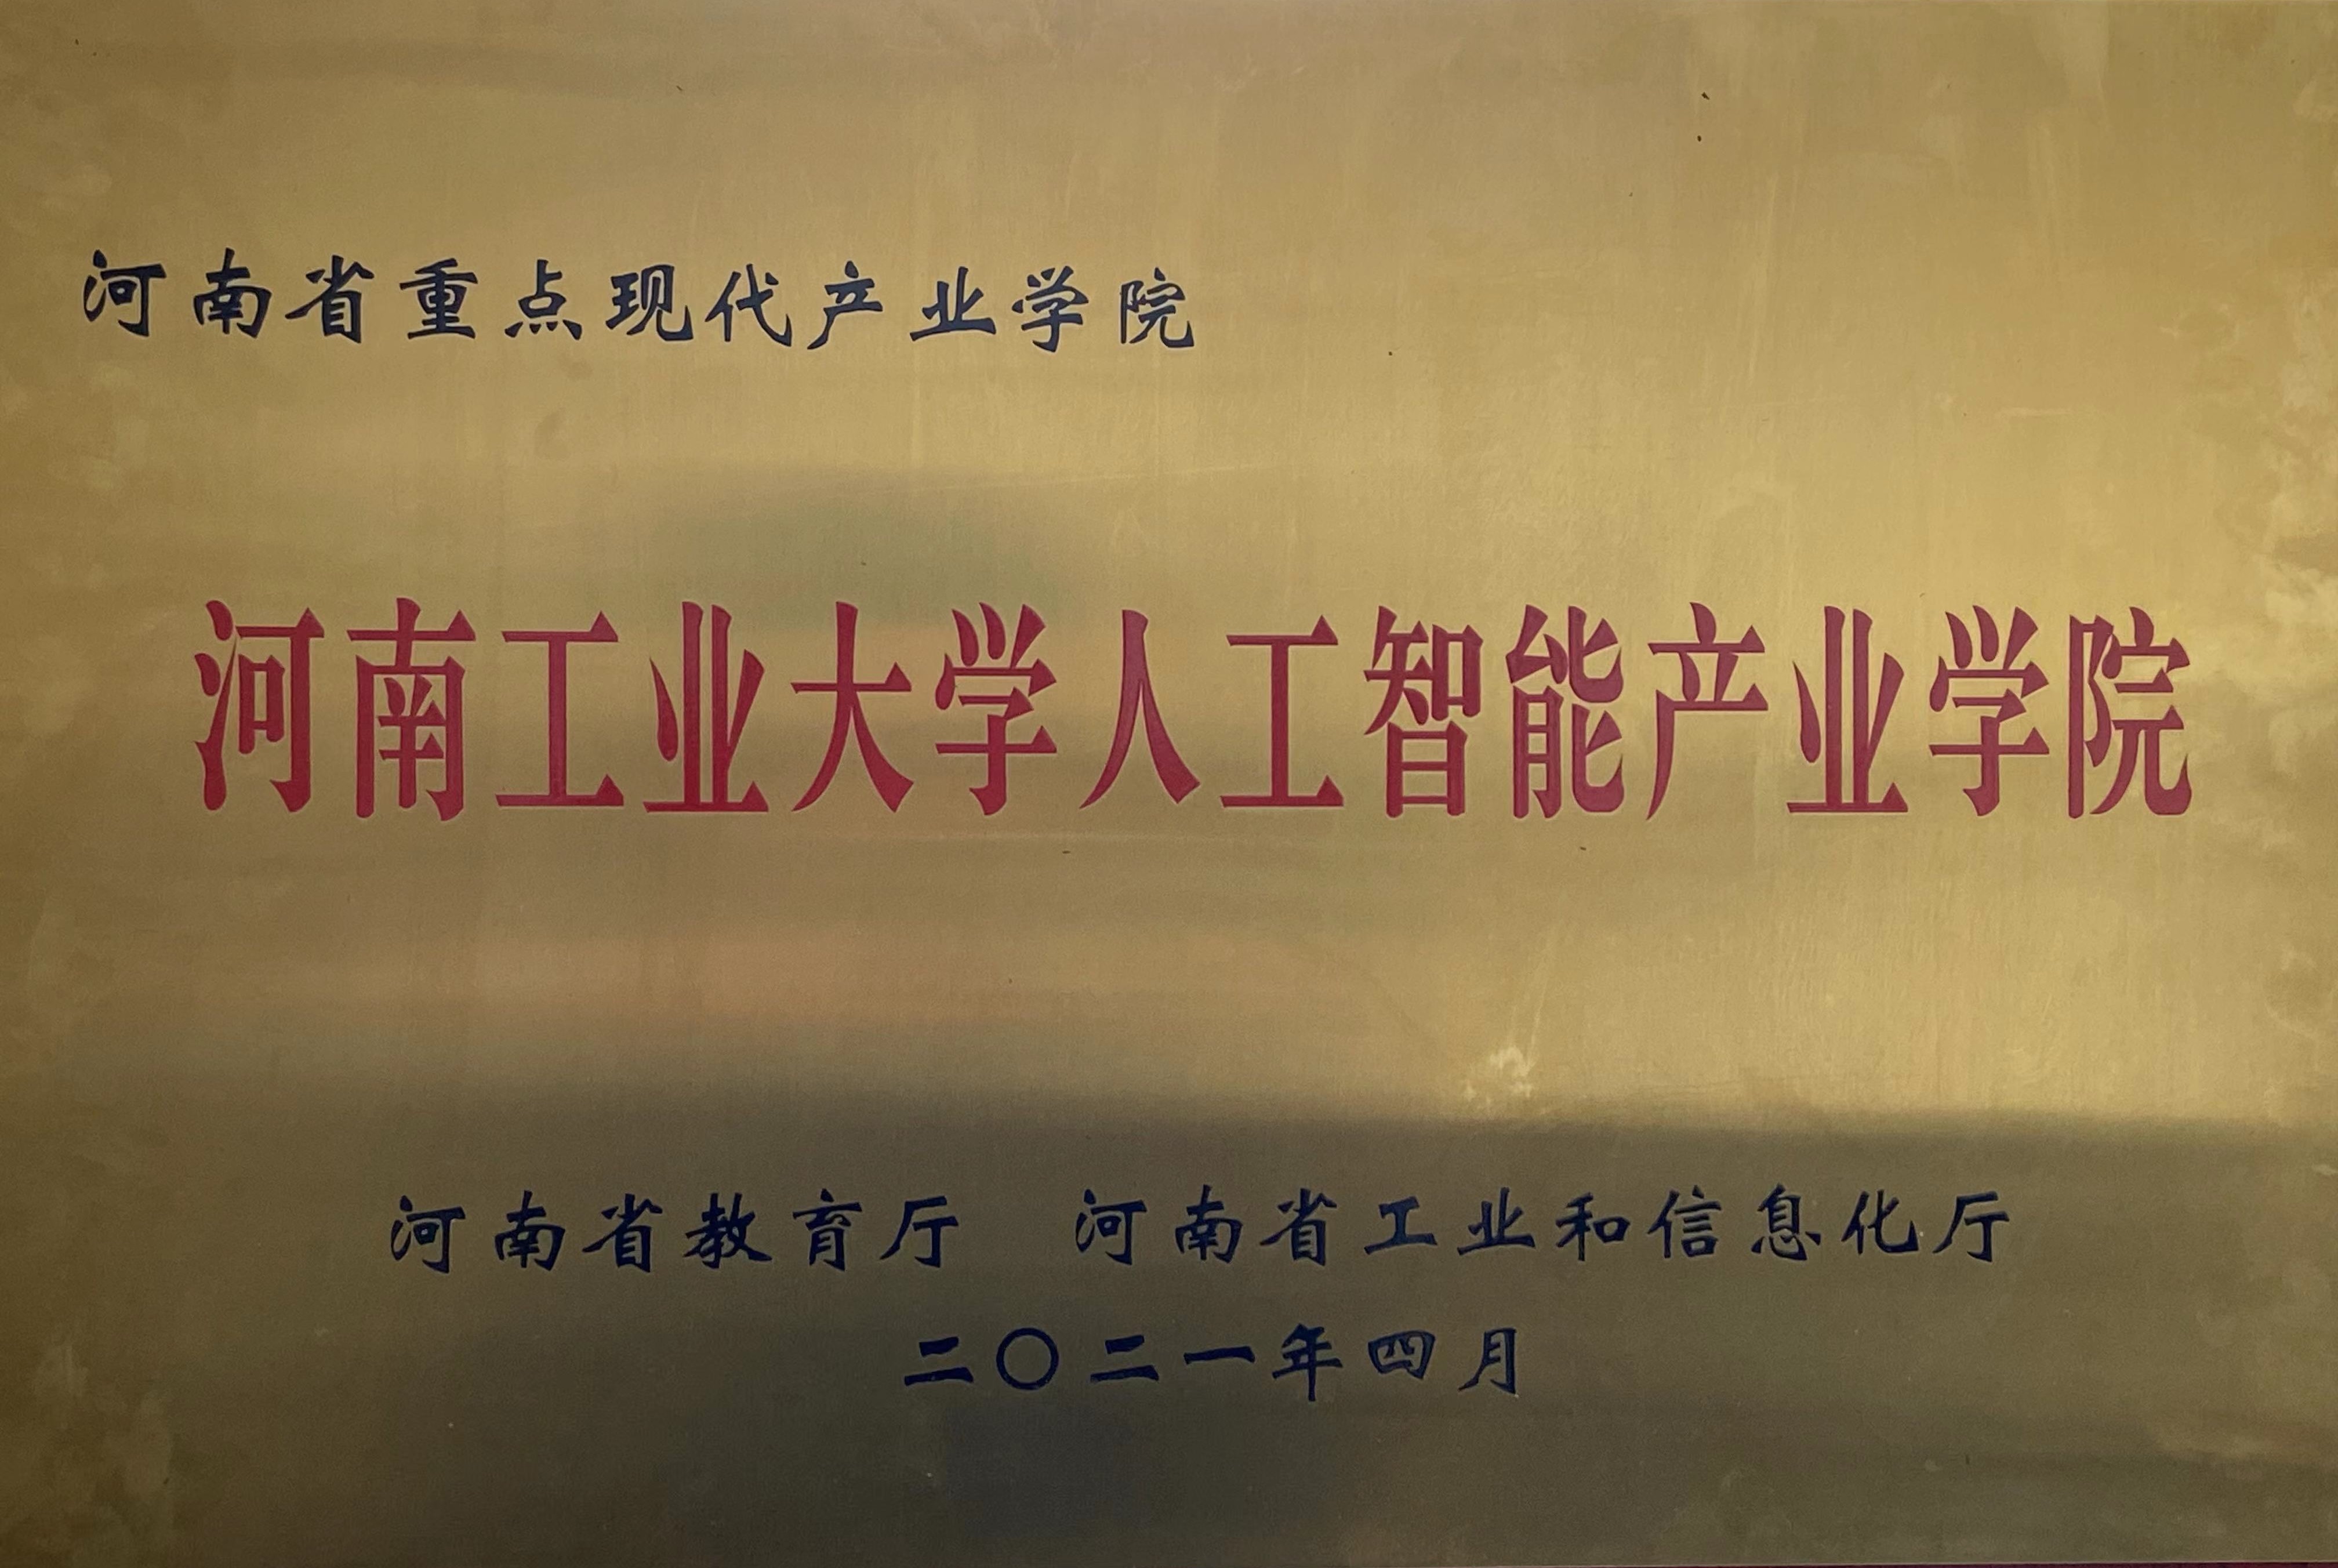 河南省重点现代产业学院
河南工业大学人工智能产业学院
河南省教育厅 河南省工业和信息化厅
二〇二一年四月